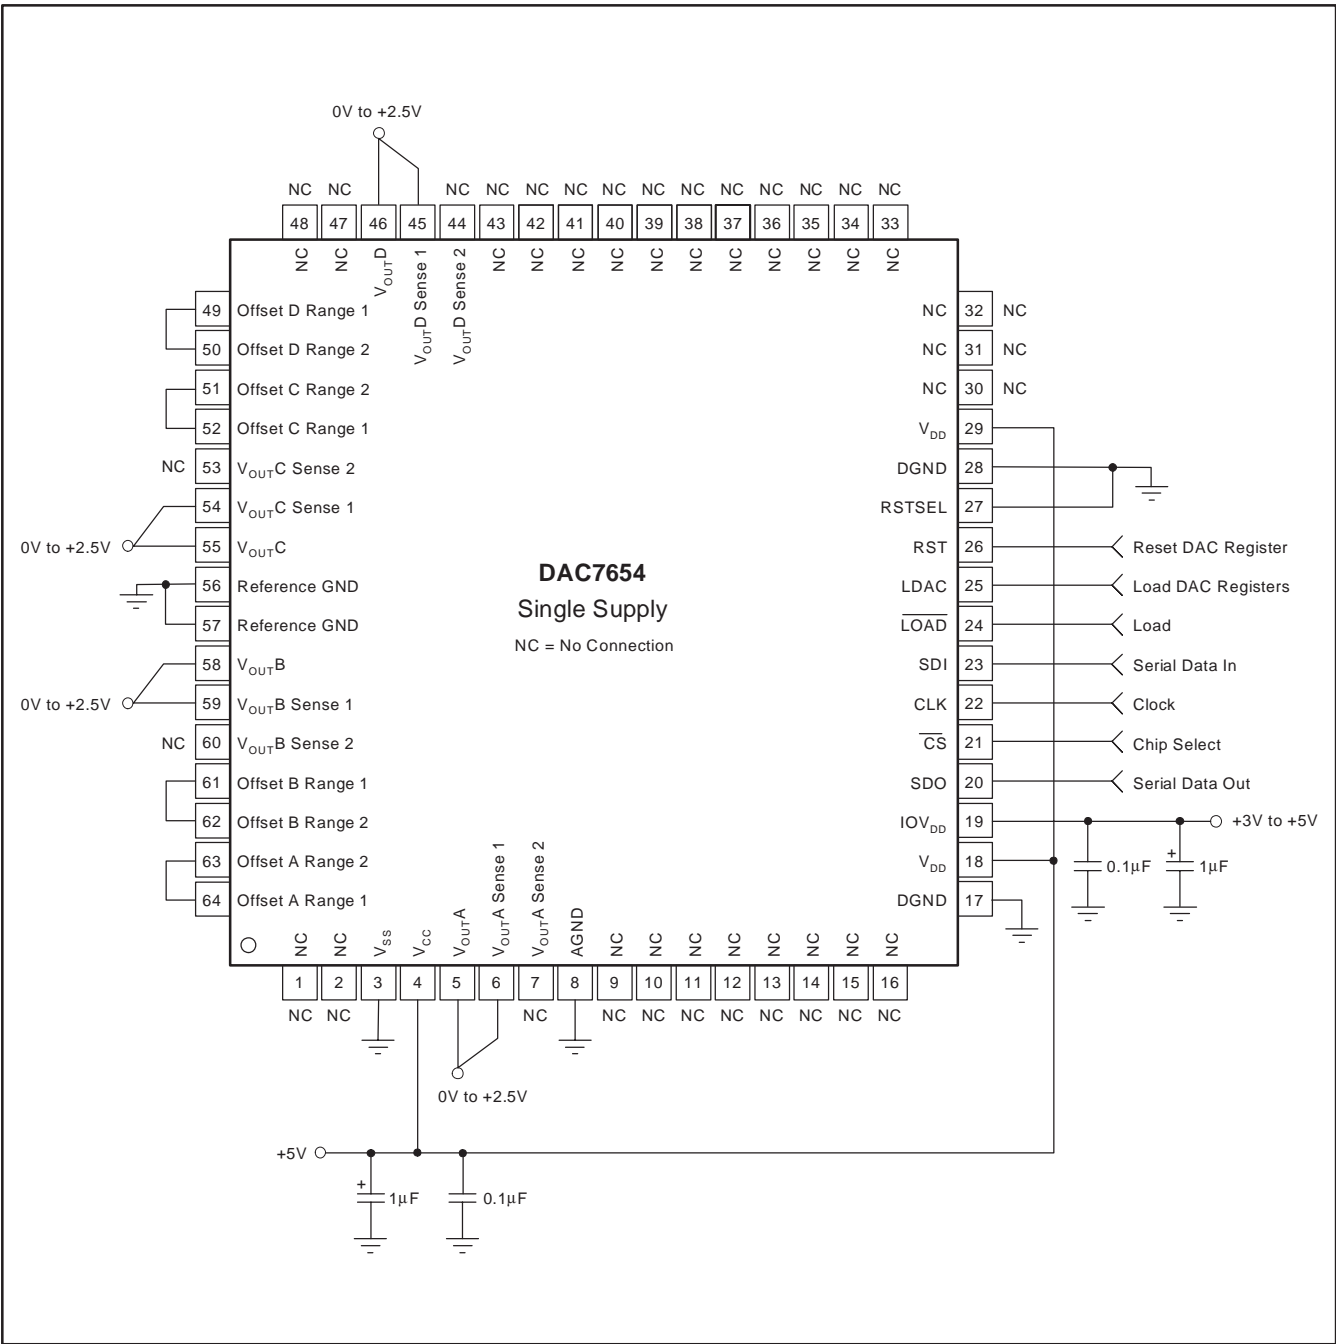 0V to +2.5V
NC NC NC NC NC NC NC NC NC NC NC NC NC NC
48 47 46 45 44 43 42 41 40 39 38 37 36 35 34 33
NC NC VOUTD VOUTD Sense 1 VOUTD Sense 2 NC NC NC NC NC NC NC NC NC NC NC
49 Offset D Range 1
50 Offset D Range 2
51 Offset C Range 2
52 Offset C Range 1
NC 53 VOUTC Sense 2
54 VOUTC Sense 1
0V to +2.5V 55 VOUTC
56 Reference GND
57 Reference GND
58 VOUTB
0V to +2.5V 59 VOUTB Sense 1
NC 60 VOUTB Sense 2
61 Offset B Range 1
62 Offset B Range 2
63 Offset A Range 2
64 Offset A Range 1
DAC7654
Single Supply
NC = No Connection
NC 32 NC
NC 31 NC
NC 30 NC
VDD 29
DGND 28
RSTSEL 27
RST 26 Reset DAC Register
LDAC 25 Load DAC Registers
LOAD 24 Load
SDI 23 Serial Data In
CLK 22 Clock
CS 21 Chip Select
SDO 20 Serial Data Out
IOVDD 19 +3V to +5V
VDD 18 0.1µF + 1µF
DGND 17
NC NC VSS VCC VOUTA VOUTA Sense 1 VOUTA Sense 2 AGND NC NC NC NC NC NC NC NC
1 2 3 4 5 6 7 8 9 10 11 12 13 14 15 16
NC NC NC NC NC NC NC NC NC NC NC
0V to +2.5V
+5V
+ 1µF 0.1µF